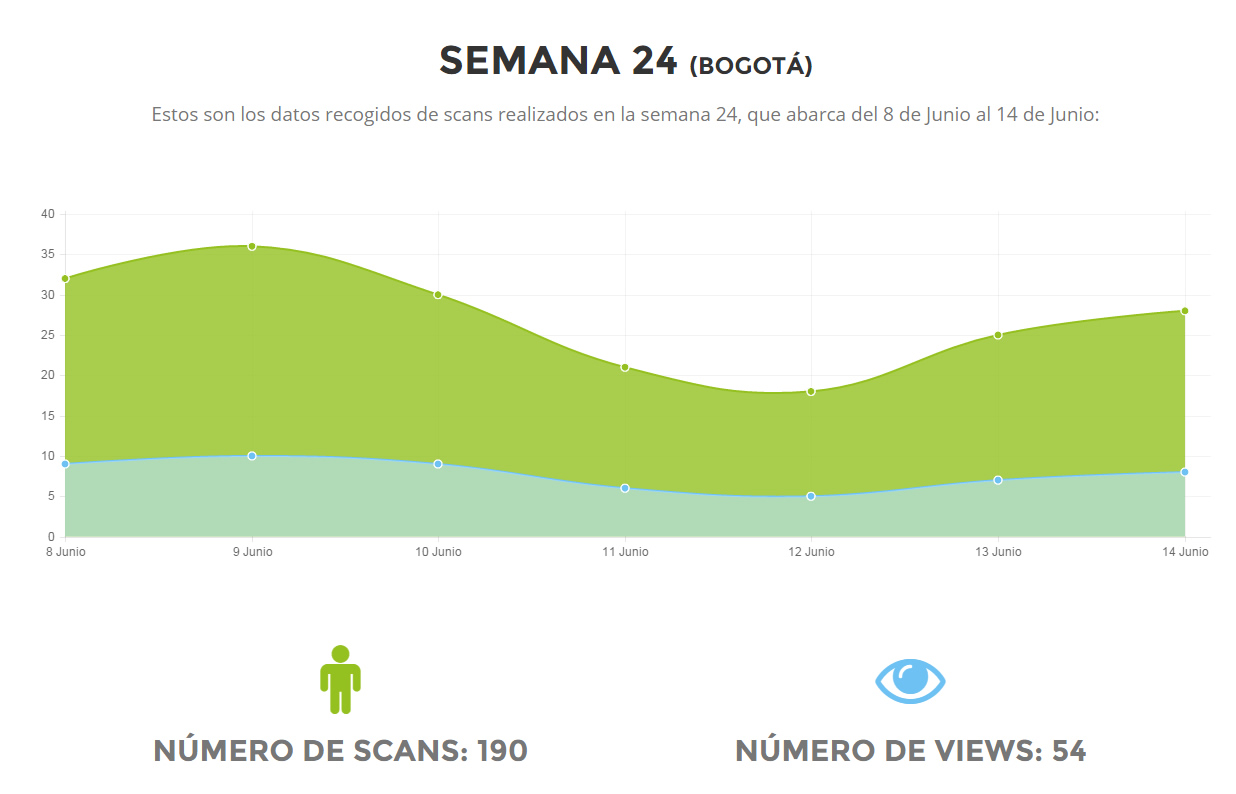 SEMANA 24 (BOGOTÁ)
Estos son los datos recogidos de scans realizados en la semana 24, que abarca del 8 de Junio al 14 de Junio:
40
35
30
25
20
15
10
5
0
8 Junio 9 Junio 10 Junio 11 Junio 12 Junio 13 Junio 14 Junio
NÚMERO DE SCANS: 190 NÚMERO DE VIEWS: 54